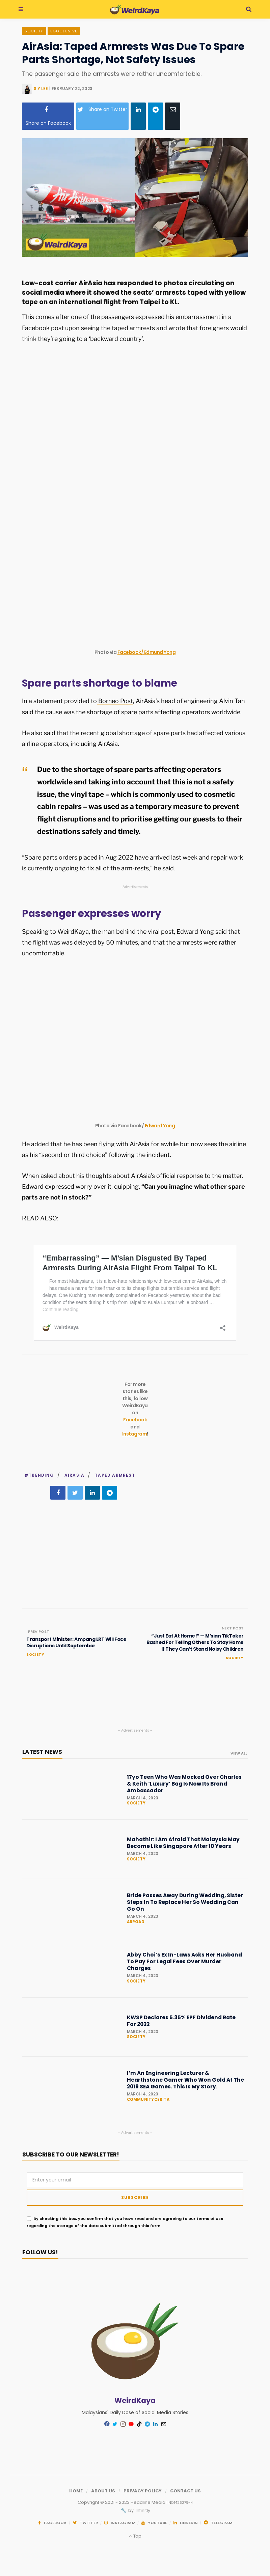 WeirdKaya
SOCIETY
EXCLUSIVE
AirAsia: Taped Armrests Was Due To Spare
Parts Shortage, Not Safety Issues
The passenger said the armrests were rather uncomfortable.
S.Y LEE | FEBRUARY 22, 2023
Share on Facebook
Share on Twitter
AirAsia
WeirdKaya
Low-cost carrier AirAsia has responded to photos circulating on
social media where it showed the seats’ armrests taped with yellow
tape on an international flight from Taipei to KL.
This comes after one of the passengers expressed his embarrassment in a
Facebook post upon seeing the taped armrests and wrote that foreigners would
think they’re going to a ‘backward country’.
Photo via Facebook/ Edmund Yong
Spare parts shortage to blame
In a statement provided to Borneo Post, AirAsia’s head of engineering Alvin Tan
said the cause was the shortage of spare parts affecting operators worldwide.
He also said that the recent global shortage of spare parts had affected various
airline operators, including AirAsia.
Due to the shortage of spare parts affecting operators
worldwide and taking into account that this is not a safety
issue, the vinyl tape – which is commonly used to cosmetic
cabin repairs – was used as a temporary measure to prevent
flight disruptions and to prioritise getting our guests to their
destinations safely and timely.
“Spare parts orders placed in Aug 2022 have arrived last week and repair work
is currently ongoing to fix all of the arm-rests,” he said.
- Advertisements -
Passenger expresses worry
Speaking to WeirdKaya, the man behind the viral post, Edward Yong said that
the flight was was delayed by 50 minutes, and that the armrests were rather
uncomfortable.
Photo via Facebook/ Edward Yong
He added that he has been flying with AirAsia for awhile but now sees the airline
as his “second or third choice” following the incident.
When asked about his thoughts about AirAsia’s official response to the matter,
Edward expressed worry over it, quipping, “Can you imagine what other spare
parts are not in stock?”
READ ALSO:
“Embarrassing” — M’sian Disgusted By Taped
Armrests During AirAsia Flight From Taipei To KL
For most Malaysians, it is a love-hate relationship with low-cost carrier AirAsia, which
has made a name for itself thanks to its cheap flights but terrible service and flight
delays. One Kuching man recently complained on Facebook about the lacklustre bad
condition of the seats during his trip from Taipei to Kuala Lumpur while onboard ...
Continue reading
WeirdKaya
For more
stories like
this, follow
WeirdKaya
on
Facebook
and
Instagram!
#TRENDING / AIRASIA / TAPED ARMREST
PREV POST
Transport Minister: Ampang LRT Will Face
Disruptions Until September
SOCIETY
NEXT POST
“Just Eat At Home!” — M’sian TikToker
Bashed For Telling Others To Stay Home
If They Can’t Stand Noisy Children
SOCIETY
- Advertisements -
LATEST NEWS
VIEW ALL
17yo Teen Who Was Mocked Over Charles
& Keith ‘Luxury’ Bag Is Now Its Brand
Ambassador
MARCH 4, 2023
SOCIETY
Mahathir: I Am Afraid That Malaysia May
Become Like Singapore After 10 Years
MARCH 4, 2023
SOCIETY
Bride Passes Away During Wedding, Sister
Steps In To Replace Her So Wedding Can
Go On
MARCH 4, 2023
ABROAD
Abby Choi’s Ex In-Laws Asks Her Husband
To Pay For Legal Fees Over Murder
Charges
MARCH 4, 2023
SOCIETY
KWSP Declares 5.35% EPF Dividend Rate
For 2022
MARCH 4, 2023
SOCIETY
I’m An Engineering Lecturer &
Hearthstone Gamer Who Won Gold At The
2019 SEA Games. This Is My Story.
MARCH 4, 2023
COMMUNITYCERITA
- Advertisements -
SUBSCRIBE TO OUR NEWSLETTER!
Enter your email
SUBSCRIBE
By checking this box, you confirm that you have read and are agreeing to our terms of use
regarding the storage of the data submitted through this form.
FOLLOW US!
WeirdKaya
Malaysians' Daily Dose of Social Media Stories
HOME
ABOUT US
PRIVACY POLICY
CONTACT US
FACEBOOK
TWITTER
INSTAGRAM
YOUTUBE
LINKEDIN
TELEGRAM
Top